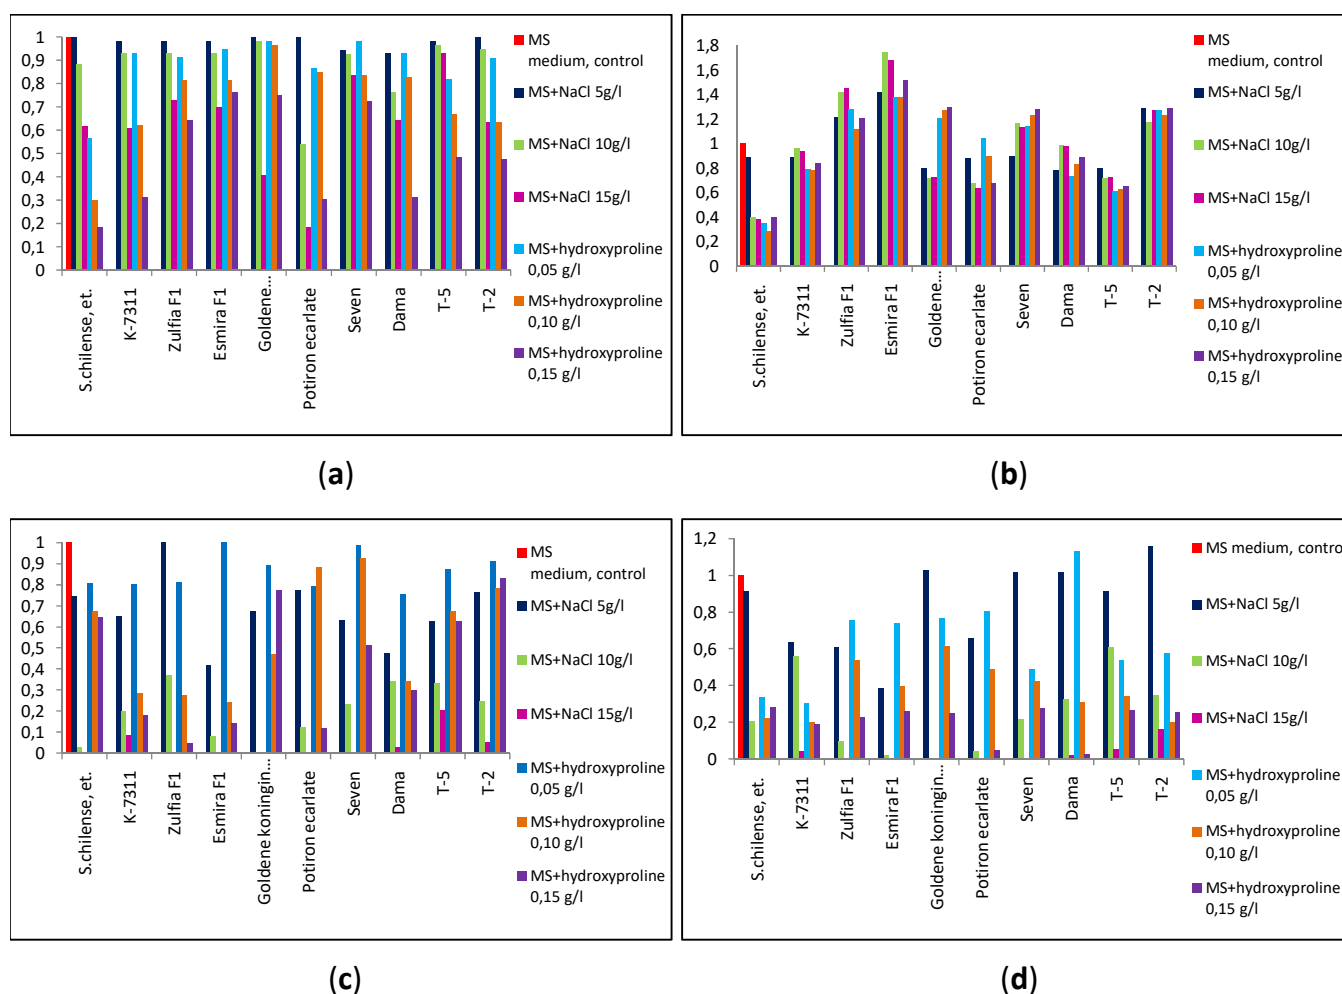 1
0,9
0,8
0,7
0,6
0,5
0,4
0,3
0,2
0,1
0
S.chilense, et.
K-7311
Zulfia F1
Esmira F1
Goldene...
Potiron ecarlate
Seven
Dama
T-5
T-2
MS
medium, control
MS+NaCl 5g/l
MS+NaCl 10g/l
MS+NaCl 15g/l
MS+hydroxyproline
0,05 g/l
MS+hydroxyproline
0,10 g/l
MS+hydroxyproline
0,15 g/l
(a)
1,8
1,6
1,4
1,2
1
0,8
0,6
0,4
0,2
0
S.chilense, et.
K-7311
Zulfia F1
Esmira F1
Goldene...
Potiron ecarlate
Seven
Dama
T-5
T-2
MS
medium, control
MS+NaCl 5g/l
MS+NaCl 10g/l
MS+NaCl 15g/l
MS+hydroxyproline
0,05 g/l
MS+hydroxyproline
0,10 g/l
MS+hydroxyproline
0,15 g/l
(b)
1
0,9
0,8
0,7
0,6
0,5
0,4
0,3
0,2
0,1
0
S.chilense, et.
K-7311
Zulfia F1
Esmira F1
Goldene koningin...
Potiron ecarlate
Seven
Dama
T-5
T-2
MS
medium, control
MS+NaCl 5g/l
MS+NaCl 10g/l
MS+NaCl 15g/l
MS+hydroxyproline
0,05 g/l
MS+hydroxyproline
0,10 g/l
MS+hydroxyproline
0,15 g/l
(c)
1,2
1
0,8
0,6
0,4
0,2
0
S.chilense, et.
K-7311
Zulfia F1
Esmira F1
Goldene koningin...
Potiron ecarlate
Seven
Dama
T-5
T-2
MS medium, control
MS+NaCl 5g/l
MS+NaCl 10g/l
MS+NaCl 15g/l
MS+hydroxyproline
0,05 g/l
MS+hydroxyproline
0,10 g/l
MS+hydroxyproline
0,15 g/l
(d)